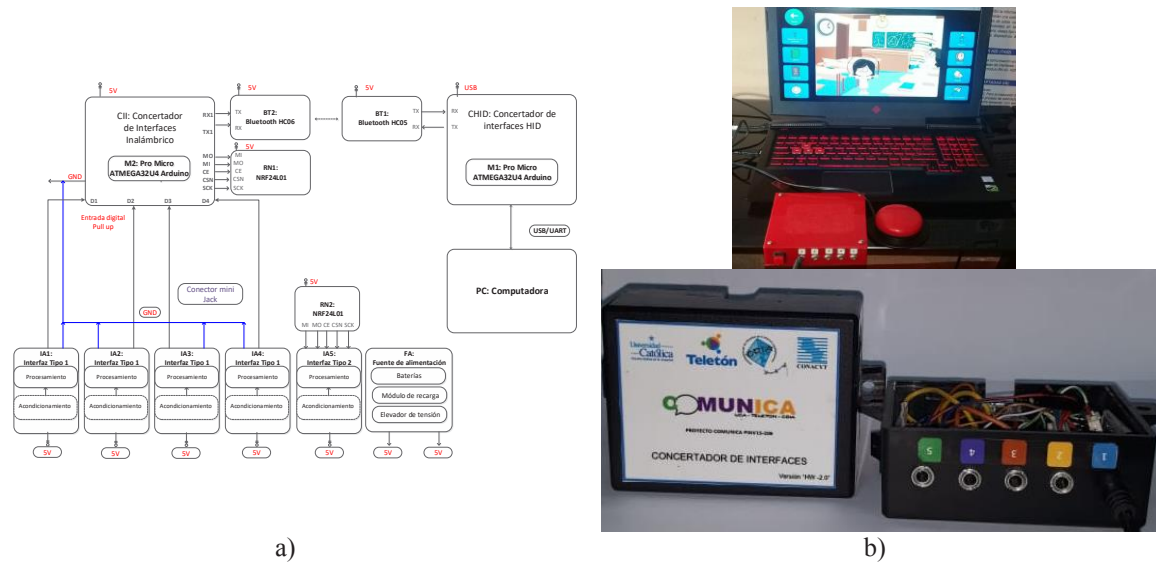 5V
CII: Concertador
de Interfaces
Inalámbrico
M2: Pro Micro
ATMEGA32U4 Arduino
RX1
TX1
MO
MI
CE
CSN
SCK
D1
D2
D3
D4
GND
Entrada digital
Pull up
5V
BT2:
Bluetooth HC06
TX
RX
5V
RN1:
NRF24L01
MI
MO
CE
CSN
SCK
5V
BT1:
Bluetooth HC05
TX
RX
USB
CHID: Concertador de
interfaces HID
RX
TX
M1: Pro Micro
ATMEGA32U4 Arduino
USB/UART
PC: Computadora
Conector mini
Jack
GND
5V
RN2:
NRF24L01
MI MO CE CSN SCK
IA1:
Interfaz Tipo 1
Procesamiento
Acondicionamiento
5V
IA2:
Interfaz Tipo 1
Procesamiento
Acondicionamiento
5V
IA3:
Interfaz Tipo 1
Procesamiento
Acondicionamiento
5V
IA4:
Interfaz Tipo 1
Procesamiento
Acondicionamiento
5V
IA5:
Interfaz Tipo 2
Procesamiento
Acondicionamiento
5V
FA:
Fuente de alimentación
Baterías
Módulo de recarga
Elevador de tensión
5V
5V
a)
Universidad
Católica
Teletón
CONACYT
COMUNICA
UCA - TELETON - CDIA
PROYECTO COMUNICA PINV15-208
CONCERTADOR DE INTERFACES
Versión "HW -2.0"
5
4
3
2
1
b)